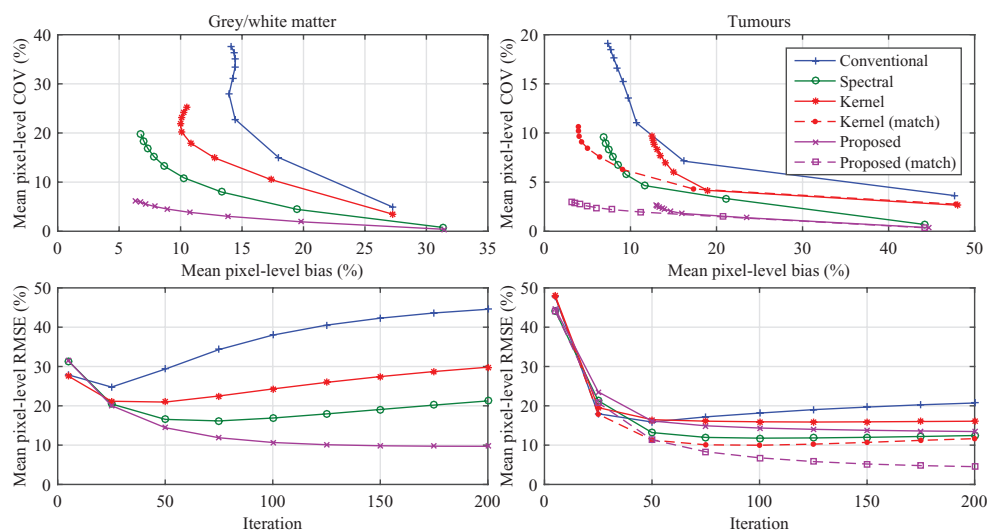 Grey/white matter
Mean pixel-level COV (%)
40
30
20
10
0
0 5 10 15 20 25 30 35
Mean pixel-level bias (%)
Tumours
Mean pixel-level COV (%)
20
15
10
5
0
0 10 20 30 40 50
Mean pixel-level bias (%)
Conventional
Spectral
Kernel
Kernel (match)
Proposed
Proposed (match)
Mean pixel-level RMSE (%)
50
40
30
20
10
0
0 50 100 150 200
Iteration
Mean pixel-level RMSE (%)
50
40
30
20
10
0
0 50 100 150 200
Iteration